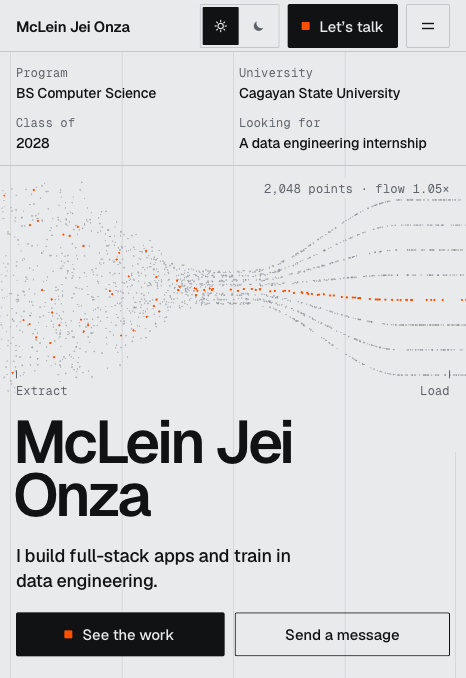 McLein Jei Onza
Let's talk
Program
University
BS Computer Science
Cagayan State University
Class of
Looking for
2028
A data engineering internship
2,048 points · flow 1.05×
Extract
Load
McLein Jei
Onza
I build full-stack apps and train in
data engineering.
See the work
Send a message